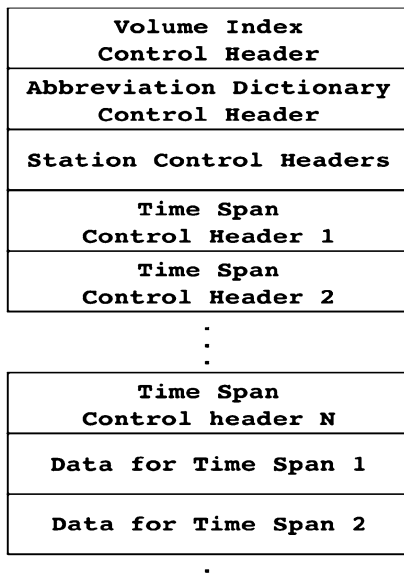 Volume Index
Control Header
Abbreviation Dictionary
Control Header
Station Control Headers
Time Span
Control Header 1
Time Span
Control Header 2
.
.
.
Time Span
Control header N
Data for Time Span 1
Data for Time Span 2
.